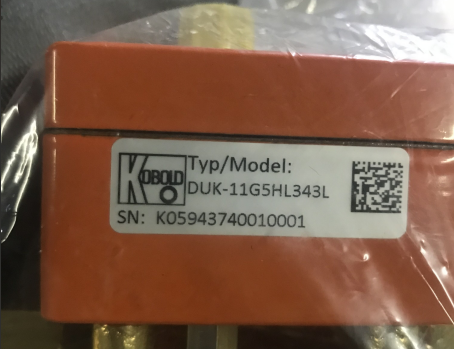 KOBOLD
Typ/Model:
DUK-11G5HL343L
SN: K05943740010001